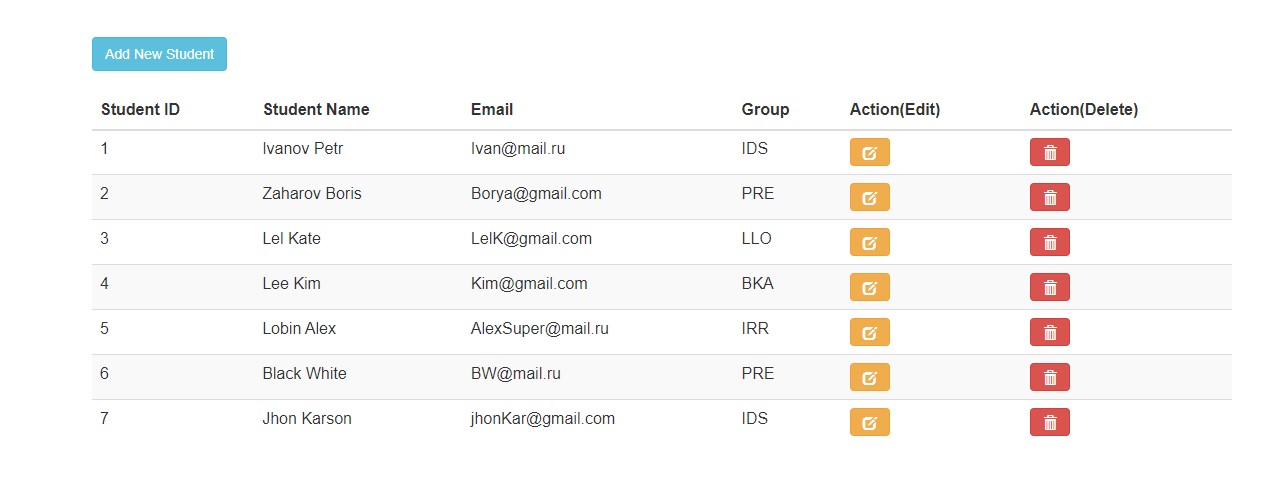 Add New Student
Student ID Student Name Email Group Action(Edit) Action(Delete)
1 Ivanov Petr Ivan@mail.ru IDS
2 Zaharov Boris Borya@gmail.com PRE
3 Lel Kate LelK@gmail.com LLO
4 Lee Kim Kim@gmail.com BKA
5 Lobin Alex AlexSuper@mail.ru IRR
6 Black White BW@mail.ru PRE
7 Jhon Karson jhonKar@gmail.com IDS